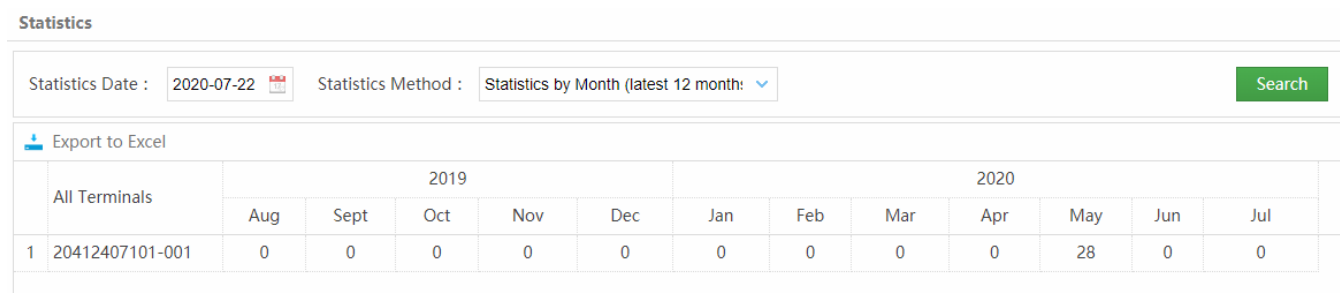 Statistics
Statistics Date : 2020-07-22 Statistics Method : Statistics by Month (latest 12 month Search
Export to Excel
All Terminals 2019 2020
Aug Sept Oct Nov Dec Jan Feb Mar Apr May Jun Jul
1 20412407101-001 0 0 0 0 0 0 0 0 0 28 0 0